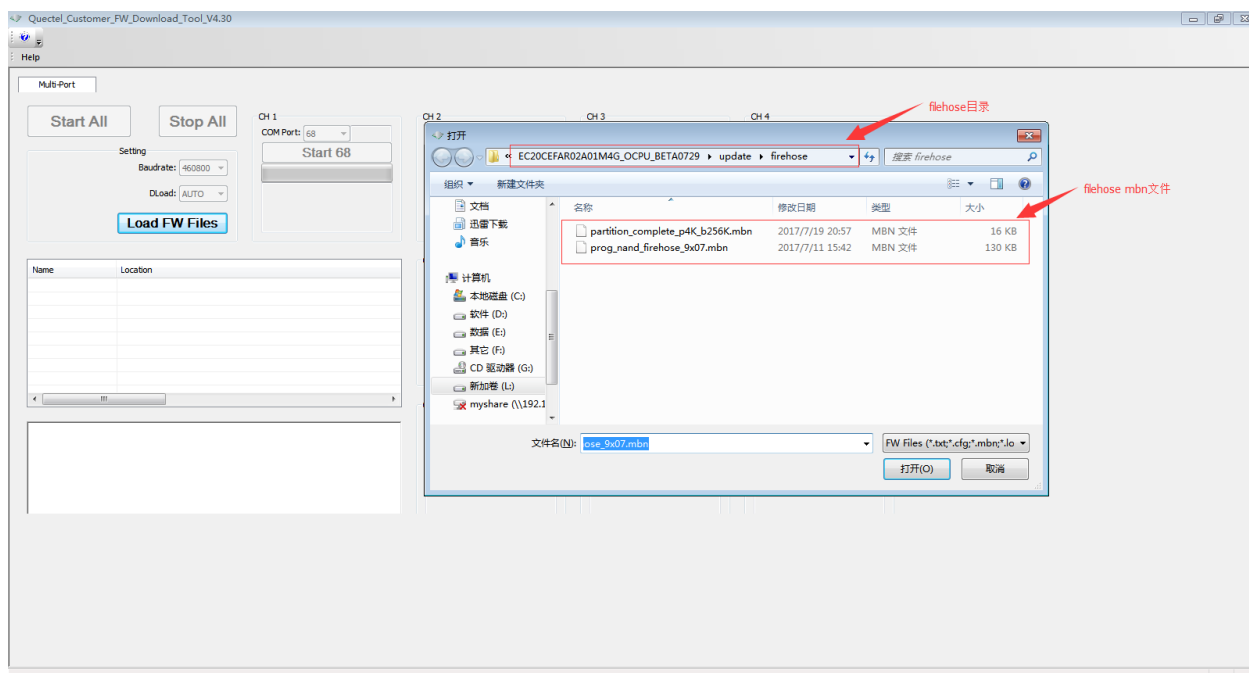 Quectel_Customer_FW_Download_Tool_V4.30
Help
Multi-Port
Start All
Stop All
Setting
Baudrate: 460800
DLoad: AUTO
Load FW Files
CH 1
COM Port: 68
Start 68
CH 2
CH 3
CH 4
Name Location
filehose目录
打开
« EC20CEFAR02A01M4G_OCPU_BETA0729 ▸ update ▸ firehose
搜索 firehose
组织 新建文件夹
文档
迅雷下载
音乐
计算机
本地磁盘 (C:)
软件 (D:)
数据 (E:)
其它 (F:)
CD 驱动器 (G:)
新加卷 (L:)
myshare (\\192.1
名称 修改日期 类型 大小
partition_complete_p4K_b256K.mbn 2017/7/19 20:57 MBN 文件 16 KB
prog_nand_firehose_9x07.mbn 2017/7/11 15:42 MBN 文件 130 KB
filehose mbn文件
文件名(N): ose_9x07.mbn
FW Files (*.txt;*.cfg;*.mbn;*.lo
打开(O) 取消